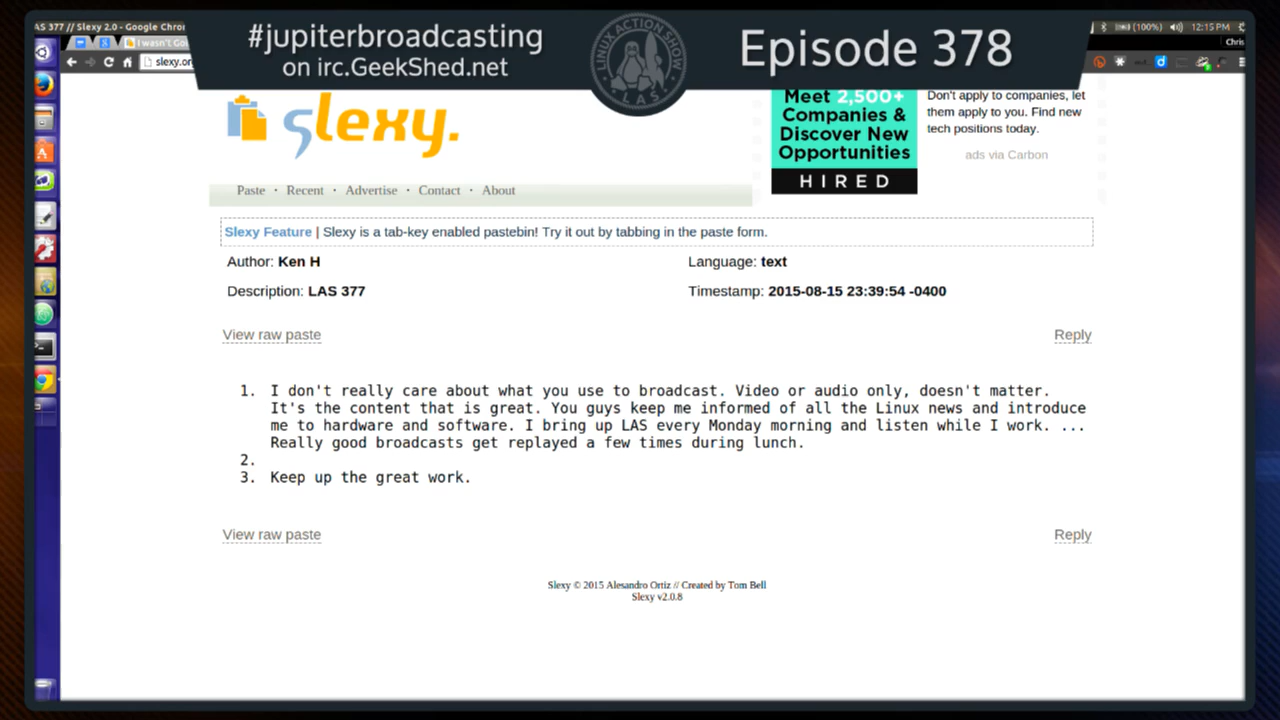 AS 377 // Slexy 2.0 - Google Chro
#jupiterbroadcasting
on irc.GeekShed.net
LINUX ACTION SHOW
L A S
Episode 378
(100%)
12:15 PM
Chris
I wasn't Go
slexy.or
slexy.
Meet 2,500+
Companies &
Discover New
Opportunities
HIRED
Don't apply to companies, let
them apply to you. Find new
tech positions today.
ads via Carbon
Paste · Recent · Advertise · Contact · About
Slexy Feature | Slexy is a tab-key enabled pastebin! Try it out by tabbing in the paste form.
Author: Ken H
Language: text
Description: LAS 377
Timestamp: 2015-08-15 23:39:54 -0400
View raw paste
Reply
1. I don't really care about what you use to broadcast. Video or audio only, doesn't matter.
It's the content that is great. You guys keep me informed of all the Linux news and introduce
me to hardware and software. I bring up LAS every Monday morning and listen while I work. ...
Really good broadcasts get replayed a few times during lunch.
2.
3. Keep up the great work.
View raw paste
Reply
Slexy © 2015 Alesandro Ortiz // Created by Tom Bell
Slexy v2.0.8